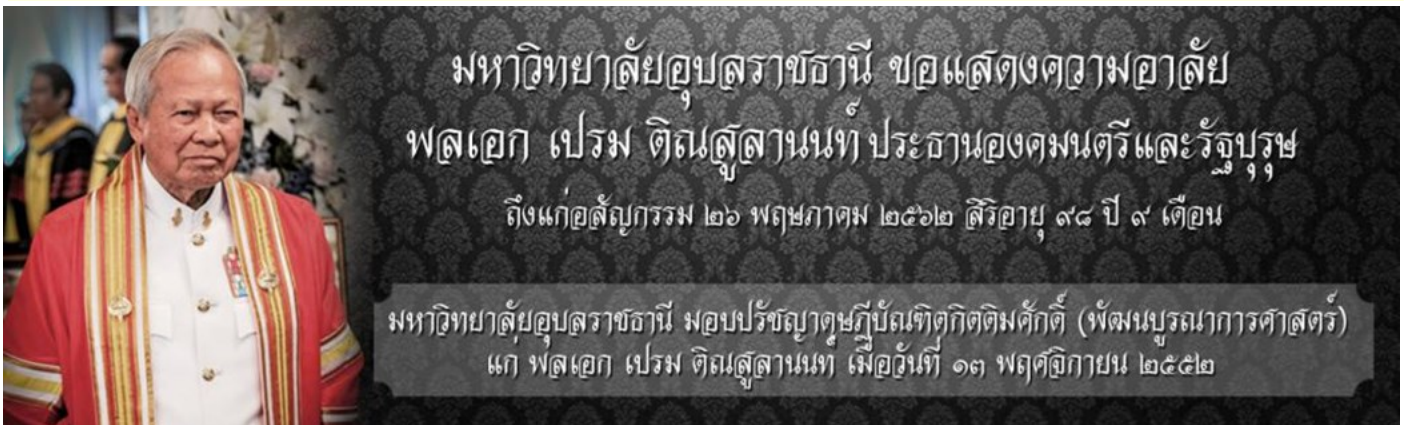 มหาวิทยาลัยอุบลราชธานี ขอแสดงความอาลัย
พลเอก เปรม ติณสูลานนท์ ประธานองคมนตรีและรัฐบุรุษ
ถึงแก่อสัญกรรม ๒๖ พฤษภาคม ๒๕๖๒ สิริอายุ ๙๘ ปี ๙ เดือน
มหาวิทยาลัยอุบลราชธานี มอบปรัชญาดุษฎีบัณฑิตกิตติมศักดิ์ (พัฒนบูรณาการศาสตร์)
แก่ พลเอก เปรม ติณสูลานนท์ เมื่อวันที่ ๑๓ พฤศจิกายน ๒๕๕๒